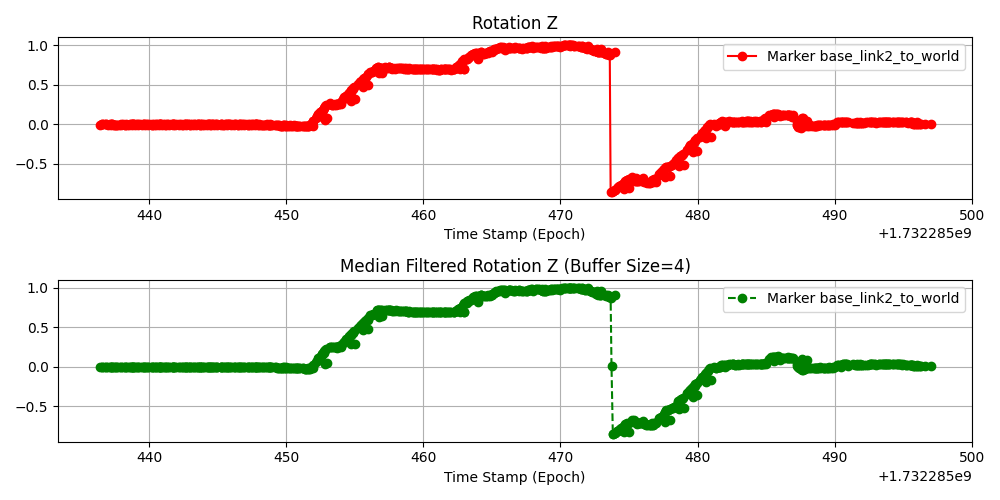 Rotation Z
1.0
0.5
0.0
−0.5
Marker base_link2_to_world
440 450 460 470 480 490 500
Time Stamp (Epoch)
+1.732285e9
Median Filtered Rotation Z (Buffer Size=4)
1.0
0.5
0.0
−0.5
Marker base_link2_to_world
440 450 460 470 480 490 500
Time Stamp (Epoch)
+1.732285e9